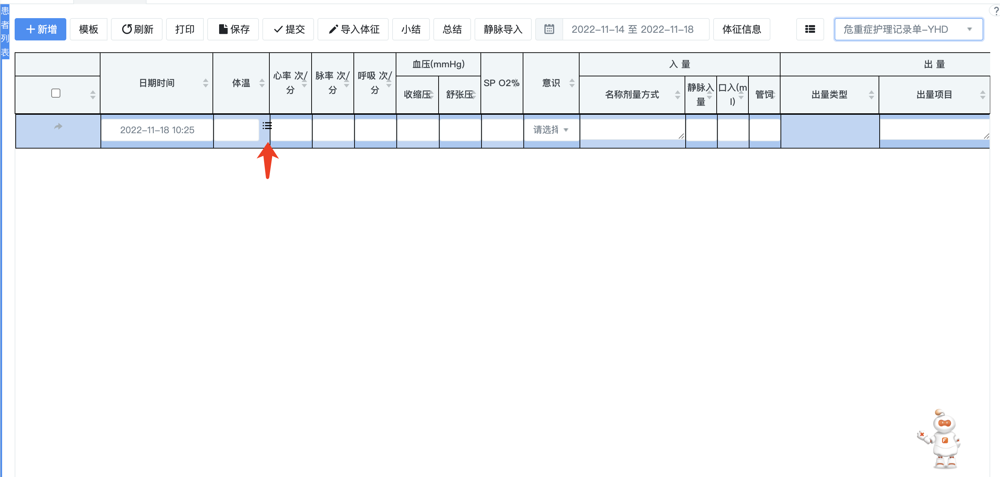 患者列表
?
新增 模板 刷新 打印 保存 提交 导入体征 小结 总结 静脉导入 2022-11-14 至 2022-11-18 体征信息 危重症护理记录单-YHD
日期时间 体温 心率 次/分 脉率 次/分 呼吸 次/分 血压(mmHg) SP O2% 意识 入 量 出 量
收缩压 舒张压 名称剂量方式 静脉入量 口入(ml) 管饲 出量类型 出量项目
2022-11-18 10:25 请选择
F